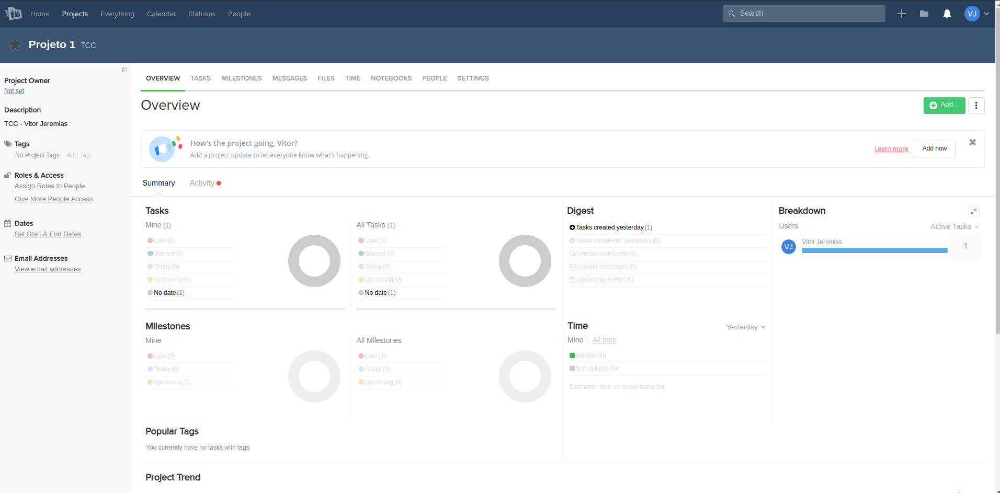 Home Projects Everything Calendar Statuses People Search VJ
Projeto 1 TCC
Project Owner
Not set
Description
TCC - Vitor Jeremias
Tags
No Project Tags Add Tag
Roles & Access
Assign Roles to People
Give More People Access
Dates
Set Start & End Dates
Email Addresses
View email addresses
OVERVIEW TASKS MILESTONES MESSAGES FILES TIME NOTEBOOKS PEOPLE SETTINGS
Overview
Add...
How's the project going, Vitor?
Add a project update to let everyone know what's happening.
Learn more Add now
Summary Activity
Tasks
Mine (1)
Late (0)
Started (0)
Today (0)
Upcoming (0)
No date (1)
All Tasks (1)
Late (0)
Started (0)
Today (0)
Upcoming (0)
No date (1)
Digest
Tasks created yesterday (1)
Tasks completed yesterday (0)
Unread comments (0)
Unread messages (0)
Upcoming events (0)
Breakdown
Users Active Tasks
VJ Vitor Jeremias 1
Milestones
Mine
Late (0)
Today (0)
Upcoming (0)
All Milestones
Late (0)
Today (0)
Upcoming (0)
Time Yesterday
Mine All time
Billable 0m
Non-billable 0m
Estimated time on active tasks 0m
Popular Tags
You currently have no tasks with tags
Project Trend